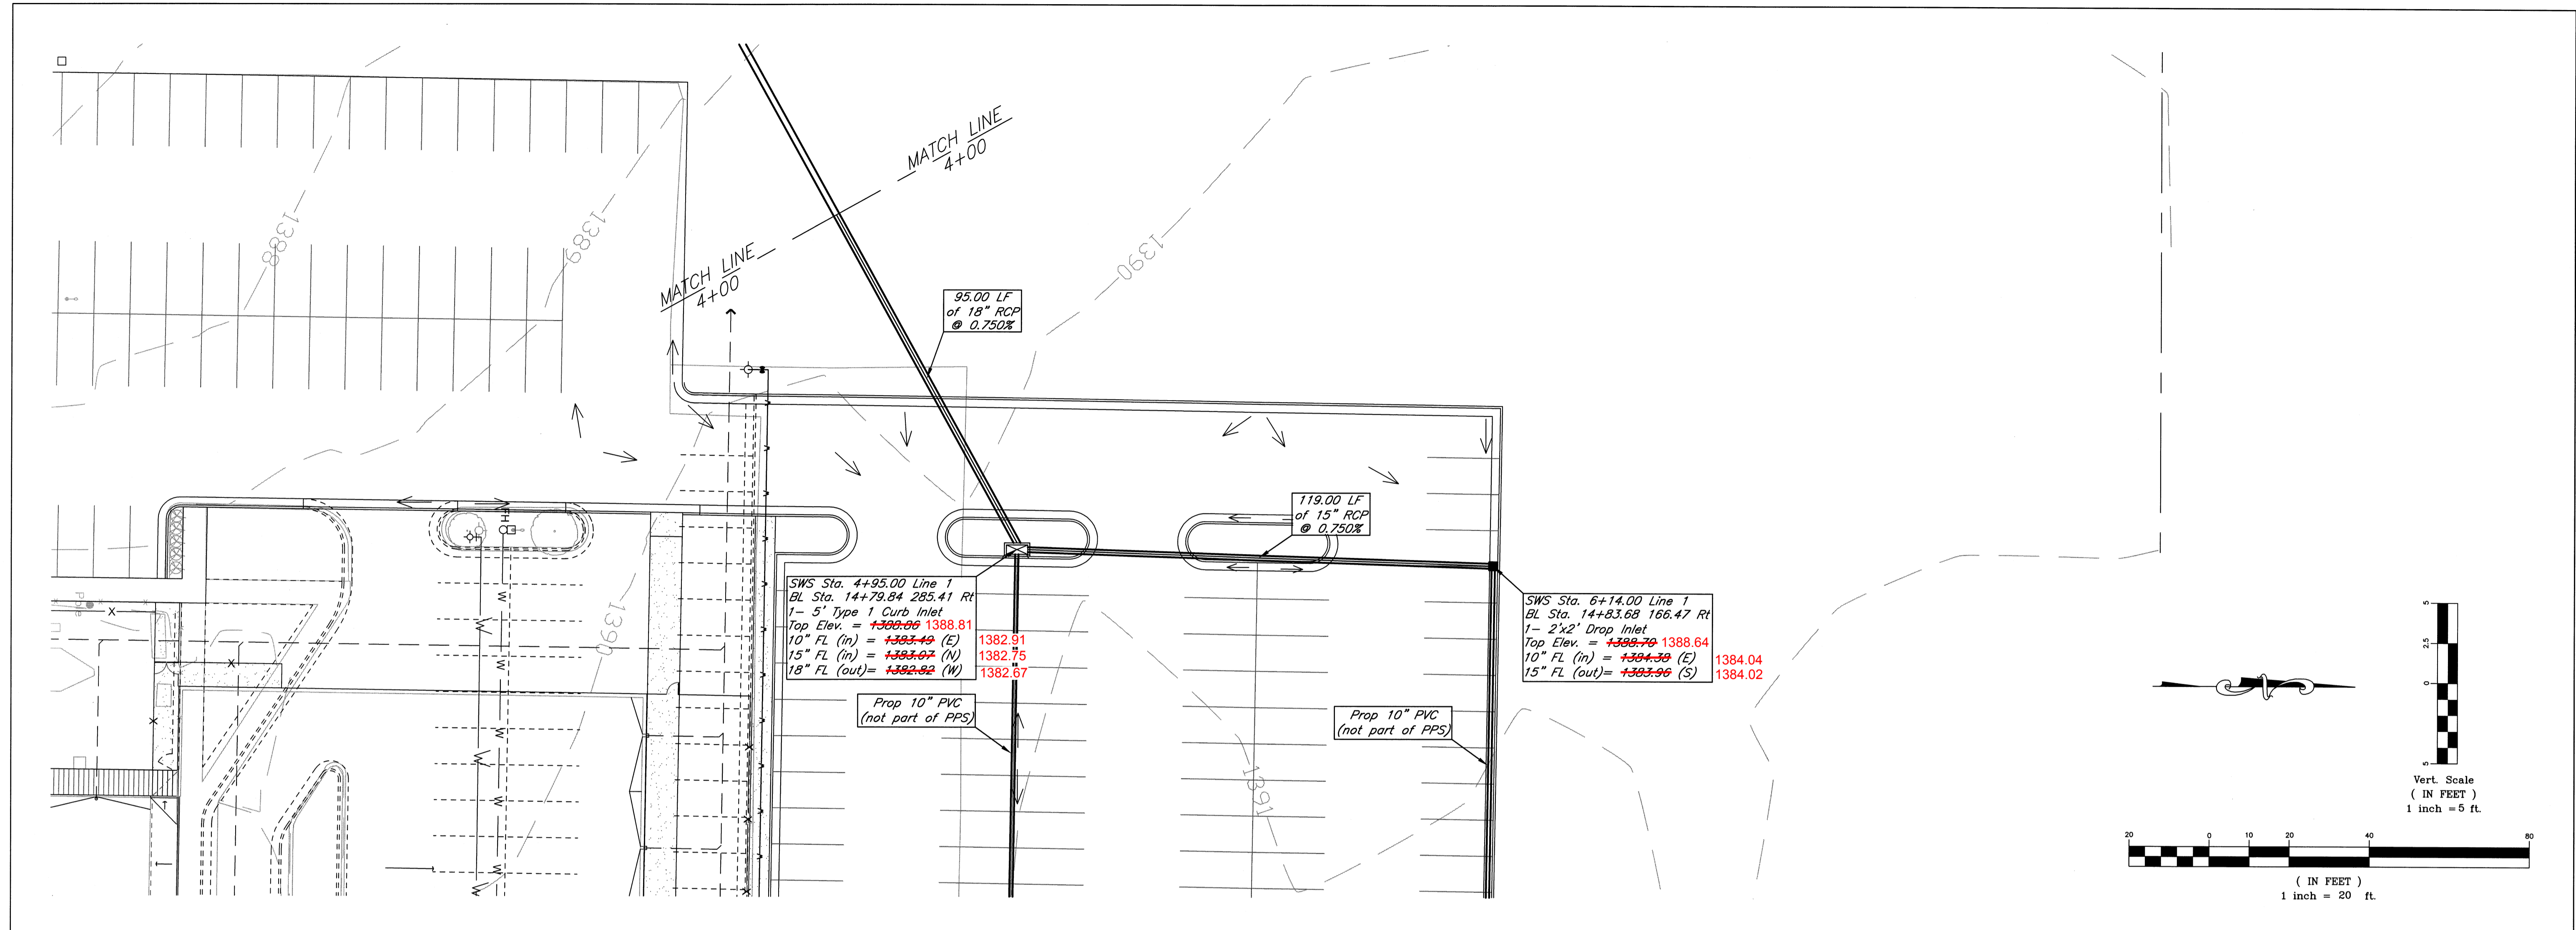 MATCH LINE
4+00
MATCH LINE
4+00
1388
1389
1390
95.00 LF
of 18" RCP
@ 0.750%
119.00 LF
of 15" RCP
@ 0.750%
FH
W
W
W
W
W
W
X
X
X
X
X
X
1390
1391
SWS Sta. 4+95.00 Line 1
BL Sta. 14+79.84 285.41 Rt
1- 5' Type 1 Curb Inlet
Top Elev. = 1388.86 1388.81
10" FL (in) = 1383.49 (E) 1382.91
15" FL (in) = 1383.07 (N) 1382.75
18" FL (out)= 1382.82 (W) 1382.67
Prop 10" PVC
(not part of PPS)
SWS Sta. 6+14.00 Line 1
BL Sta. 14+83.68 166.47 Rt
1- 2'x2' Drop Inlet
Top Elev. = 1388.70 1388.64
10" FL (in) = 1384.38 (E) 1384.04
15" FL (out)= 1383.96 (S) 1384.02
Prop 10" PVC
(not part of PPS)
5
2.5
0
5
Vert. Scale
( IN FEET )
1 inch = 5 ft.
20 0 10 20 40 80
( IN FEET )
1 inch = 20 ft.